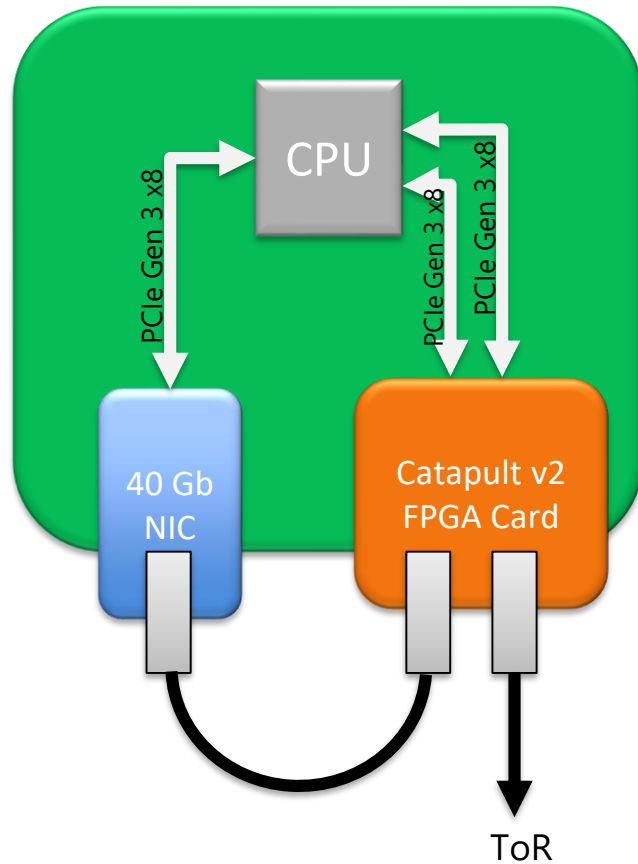 CPU
PCIe Gen 3 x8
PCIe Gen 3 x8
PCIe Gen 3 x8
40 Gb
NIC
Catapult v2
FPGA Card
ToR